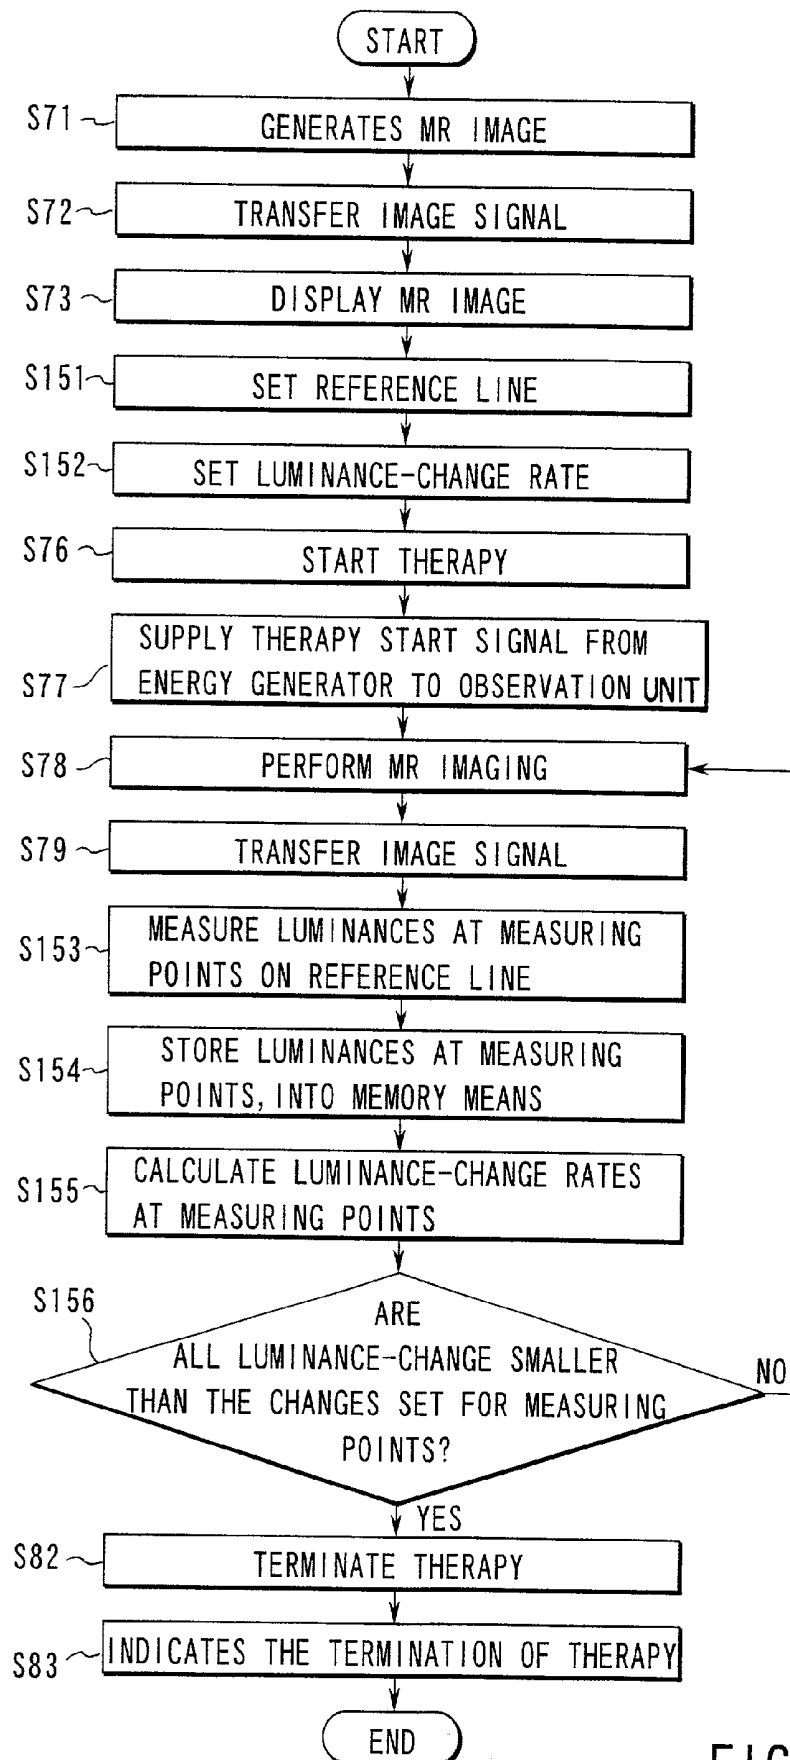 START
S71
GENERATES MR IMAGE
S72
TRANSFER IMAGE SIGNAL
S73
DISPLAY MR IMAGE
S151
SET REFERENCE LINE
S152
SET LUMINANCE-CHANGE RATE
S76
START THERAPY
S77
SUPPLY THERAPY START SIGNAL FROM
ENERGY GENERATOR TO OBSERVATION UNIT
S78
PERFORM MR IMAGING
S79
TRANSFER IMAGE SIGNAL
S153
MEASURE LUMINANCES AT MEASURING
POINTS ON REFERENCE LINE
S154
STORE LUMINANCES AT MEASURING
POINTS, INTO MEMORY MEANS
S155
CALCULATE LUMINANCE-CHANGE RATES
AT MEASURING POINTS
S156
ARE
ALL LUMINANCE-CHANGE SMALLER
THAN THE CHANGES SET FOR MEASURING
POINTS?
NO
YES
S82
TERMINATE THERAPY
S83
INDICATES THE TERMINATION OF THERAPY
END